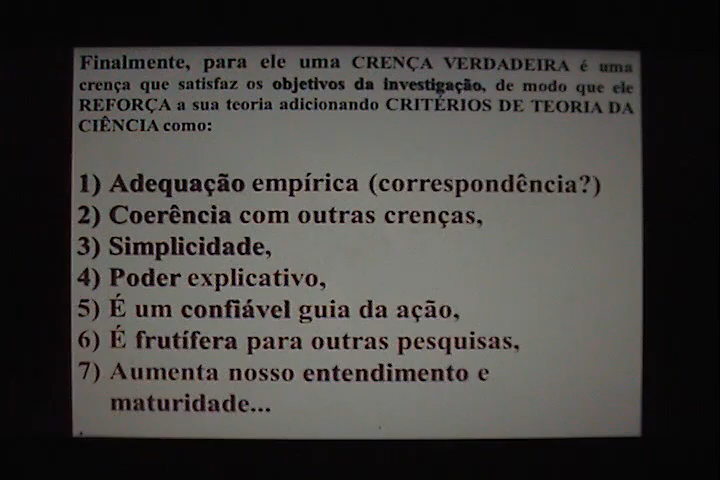 Finalmente, para ele uma CRENÇA VERDADEIRA é uma
crença que satisfaz os objetivos da investigação, de modo que ele
REFORÇA a sua teoria adicionando CRITÉRIOS DE TEORIA DA
CIÊNCIA como:
1) Adequação empírica (correspondência?)
2) Coerência com outras crenças,
3) Simplicidade,
4) Poder explicativo,
5) É um confiável guia da ação,
6) É frutífera para outras pesquisas,
7) Aumenta nosso entendimento e
maturidade...